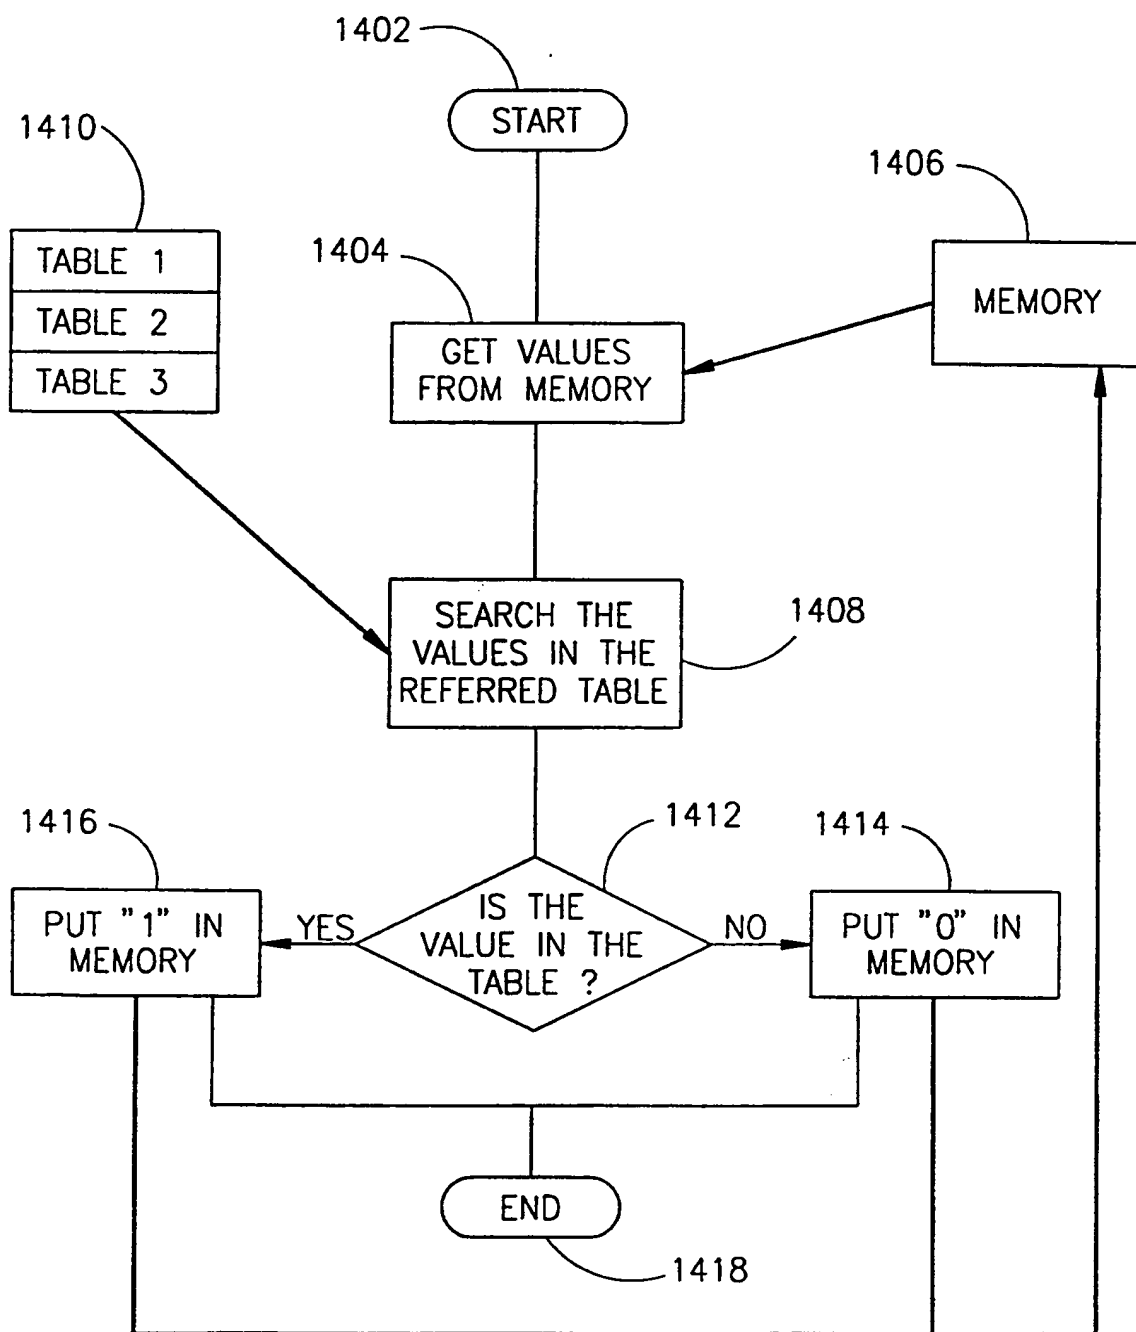 1402
START
1410
1406
TABLE 1
TABLE 2
TABLE 3
1404
MEMORY
GET VALUES
FROM MEMORY
SEARCH THE
VALUES IN THE
REFERRED TABLE
1408
1416
1412
1414
PUT "1" IN
MEMORY
YES
IS THE
VALUE IN THE
TABLE ?
NO
PUT "0" IN
MEMORY
END
1418